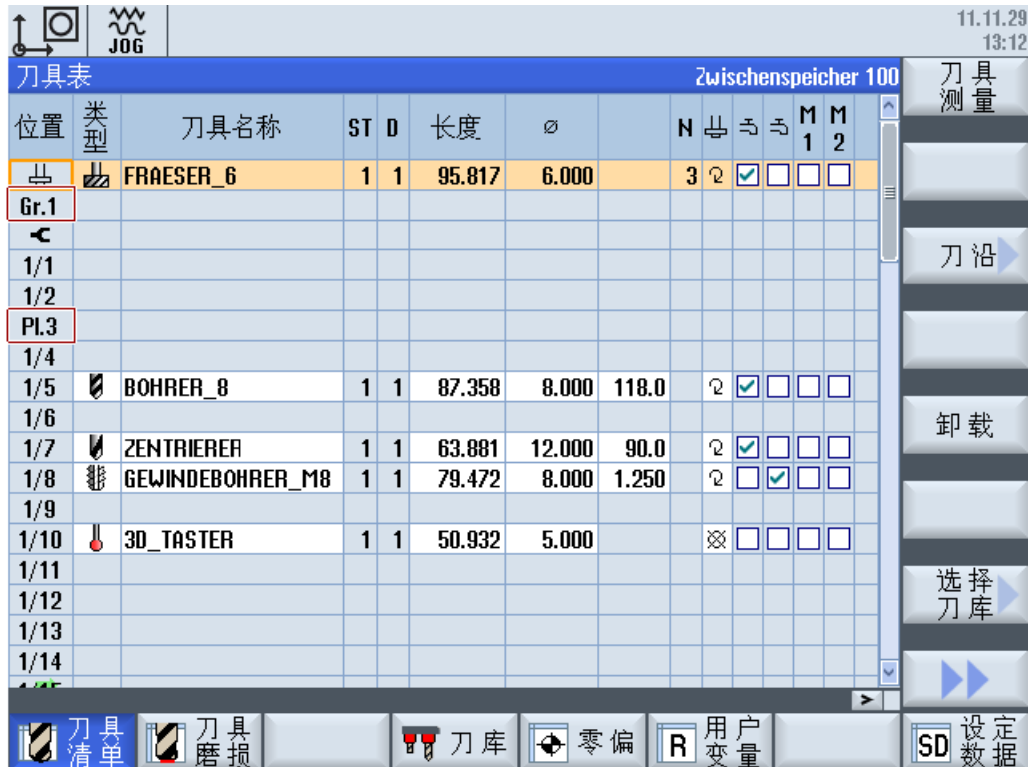 11.11.29
JOG 13:12
刀具表 Zwischenspeicher 100
位置 类型 刀具名称 ST D 长度 Ø N M1 M2
FRAESER_6 1 1 95.817 6.000 3
Gr.1
1/1
1/2
Pl.3
1/4
1/5 BOHRER_8 1 1 87.358 8.000 118.0
1/6
1/7 ZENTRIERER 1 1 63.881 12.000 90.0
1/8 GEWINDEBOHRER_M8 1 1 79.472 8.000 1.250
1/9
1/10 3D_TASTER 1 1 50.932 5.000
1/11
1/12
1/13
1/14
刀具测量
刀沿
卸载
选择刀库
刀具清单 刀具磨损 刀库 零偏 R 用户变量 SD 设定数据